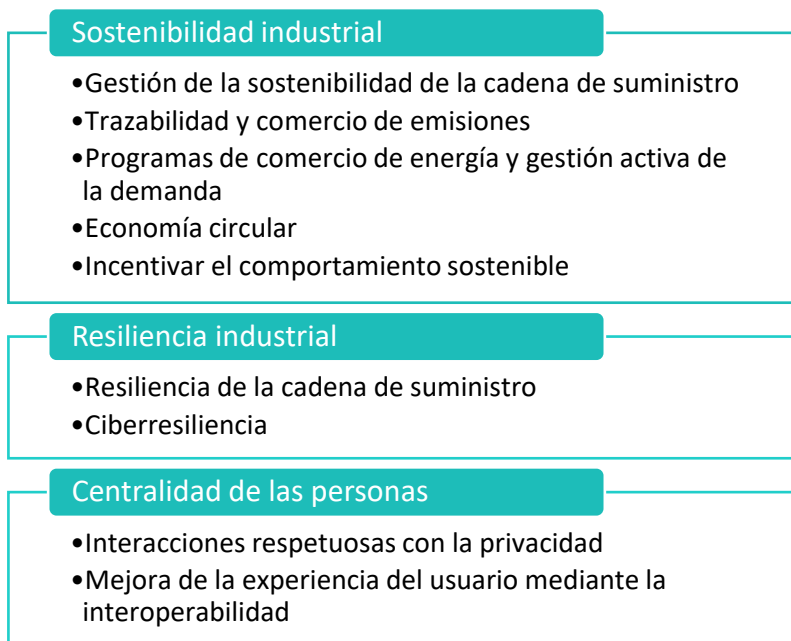 Sostenibilidad industrial
•Gestión de la sostenibilidad de la cadena de suministro
•Trazabilidad y comercio de emisiones
•Programas de comercio de energía y gestión activa de
la demanda
•Economía circular
•Incentivar el comportamiento sostenible
Resiliencia industrial
•Resiliencia de la cadena de suministro
•Ciberresiliencia
Centralidad de las personas
•Interacciones respetuosas con la privacidad
•Mejora de la experiencia del usuario mediante la
interoperabilidad